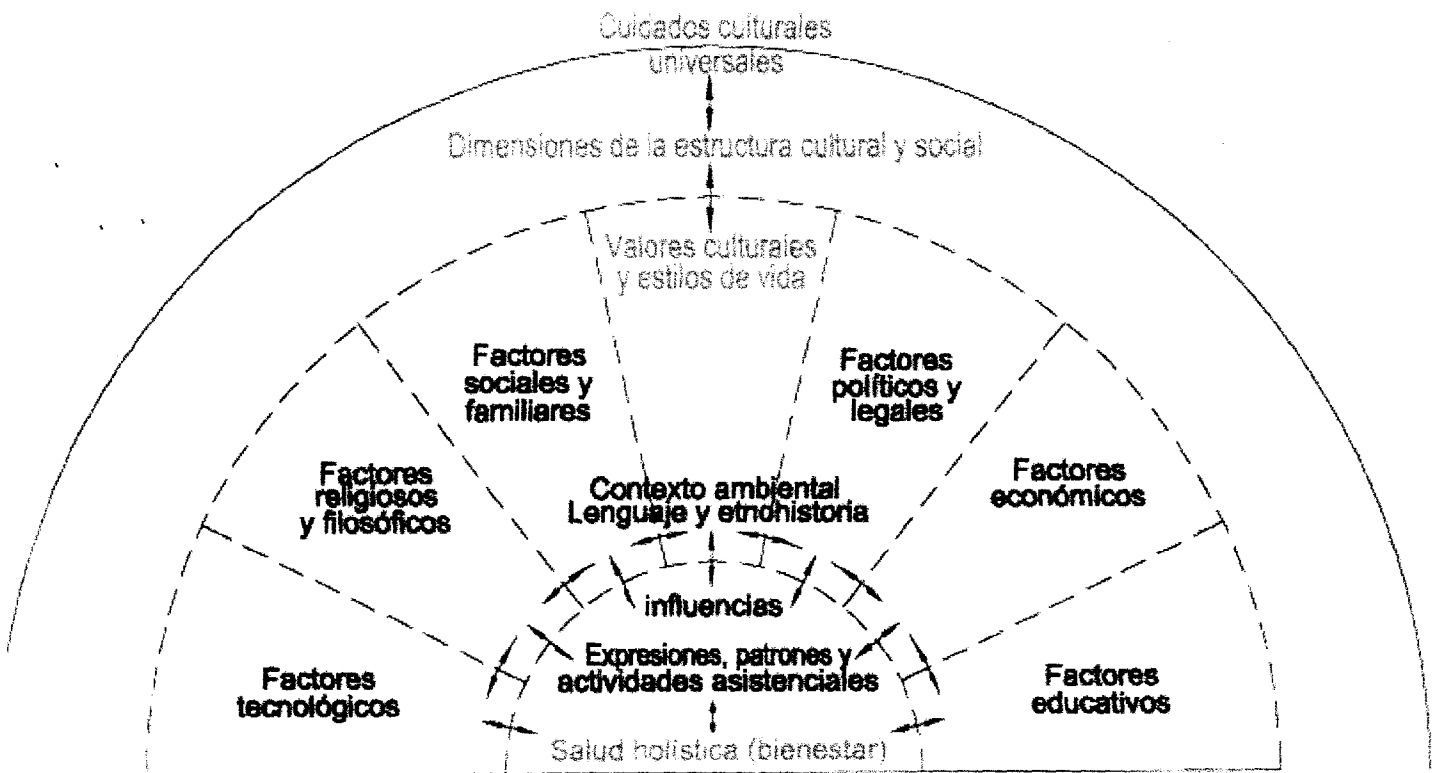 Cuidados culturales
universales
Dimensiones de la estructura cultural y social
Valores culturales
y estilos de vida
Factores
sociales y
familiares
Factores
políticos y
legales
Factores
religiosos
y filosóficos
Factores
económicos
Contexto ambiental
Lenguaje y etnohistoria
influencias
Expresiones, patrones y
actividades asistenciales
Factores
tecnológicos
Factores
educativos
Salud holística (bienestar)